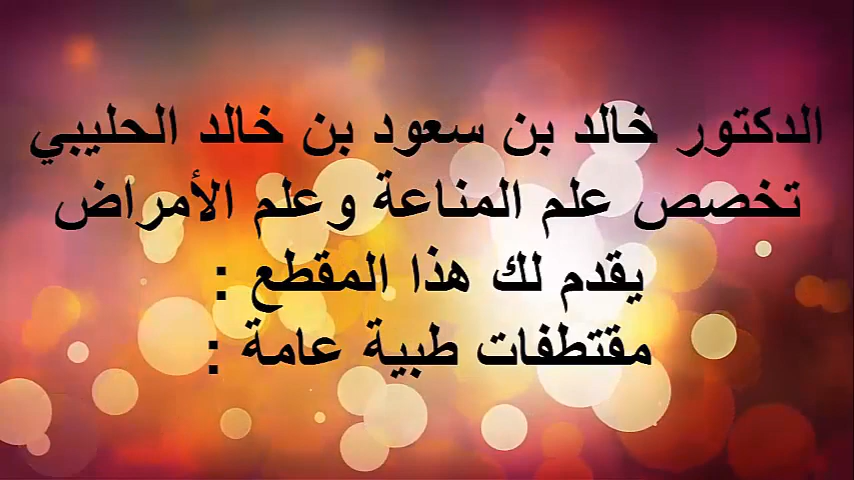 الدكتور خالد بن سعود بن خالد الحليبي
تخصص علم المناعة وعلم الأمراض
يقدم لك هذا المقطع :
مقتطفات طبية عامة :